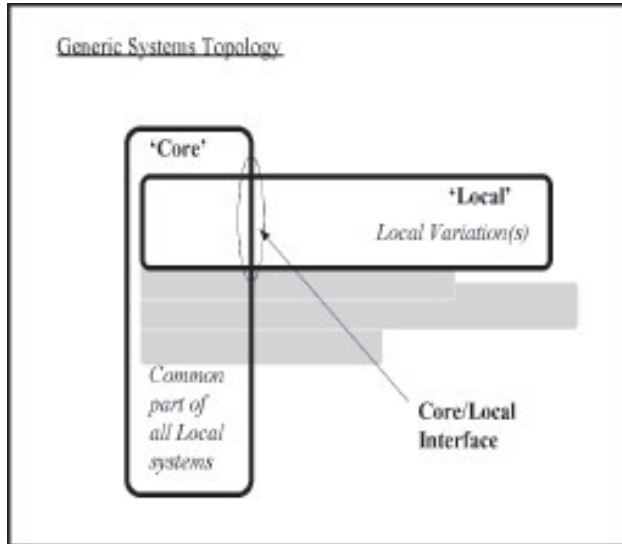 Generic Systems Topology
‘Core’
‘Local’
Local Variation(s)
Common
part of
all Local
systems
Core/Local
Interface